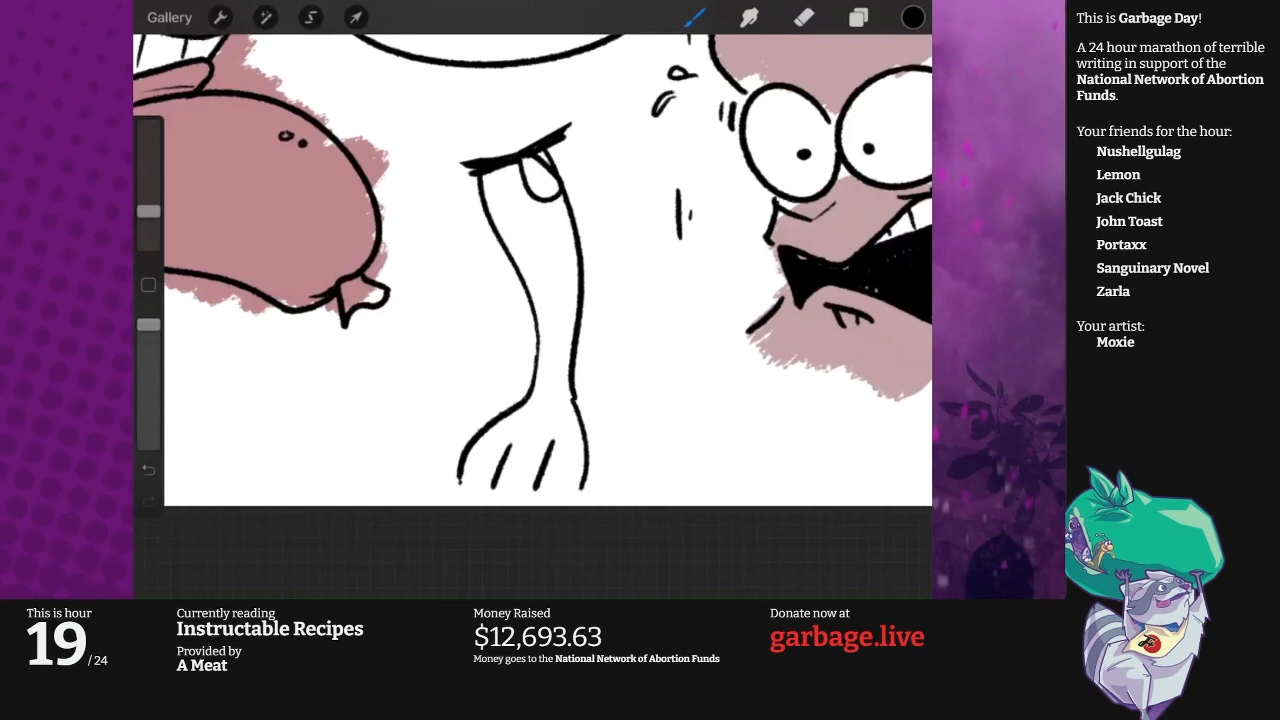 Gallery
This is Garbage Day!
A 24 hour marathon of terrible
writing in support of the
National Network of Abortion
Funds.
Your friends for the hour:
Nushellgulag
Lemon
Jack Chick
John Toast
Portaxx
Sanguinary Novel
Zarla
Your artist:
Moxie
This is hour
19 / 24
Currently reading
Instructable Recipes
Provided by
A Meat
Money Raised
$12,693.63
Money goes to the National Network of Abortion Funds
Donate now at
garbage.live